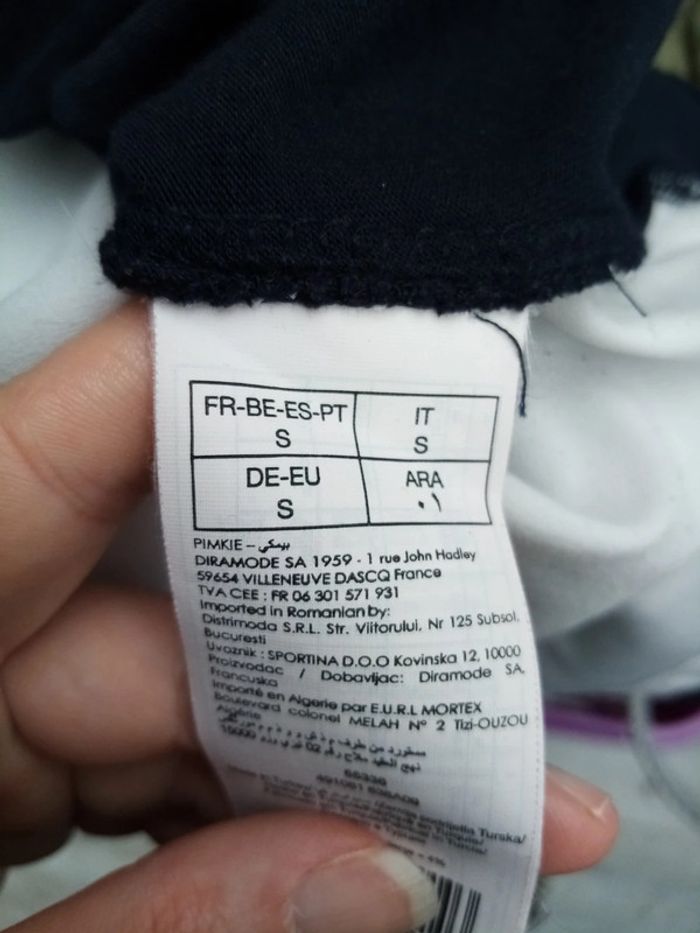 FR-BE-ES-PT
S
IT
S
DE-EU
S
ARA
٠١
PIMKIE – بيمكي
DIRAMODE SA 1959 - 1 rue John Hadley
59654 VILLENEUVE DASCQ France
TVA CEE : FR 06 301 571 931
Imported in Romanian by:
Distrimoda S.R.L. Str. Viitorului, Nr 125 Subsol,
Bucuresti
Uvoznik : SPORTINA D.O.O Kovinska 12, 10000
Proizvodac / Dobavljac: Diramode SA,
Francuska
Importé en Algerie par E.U.R.L MORTEX
Boulevard colonel MELAH N° 2 Tizi-OUZOU
Algérie
Turska/